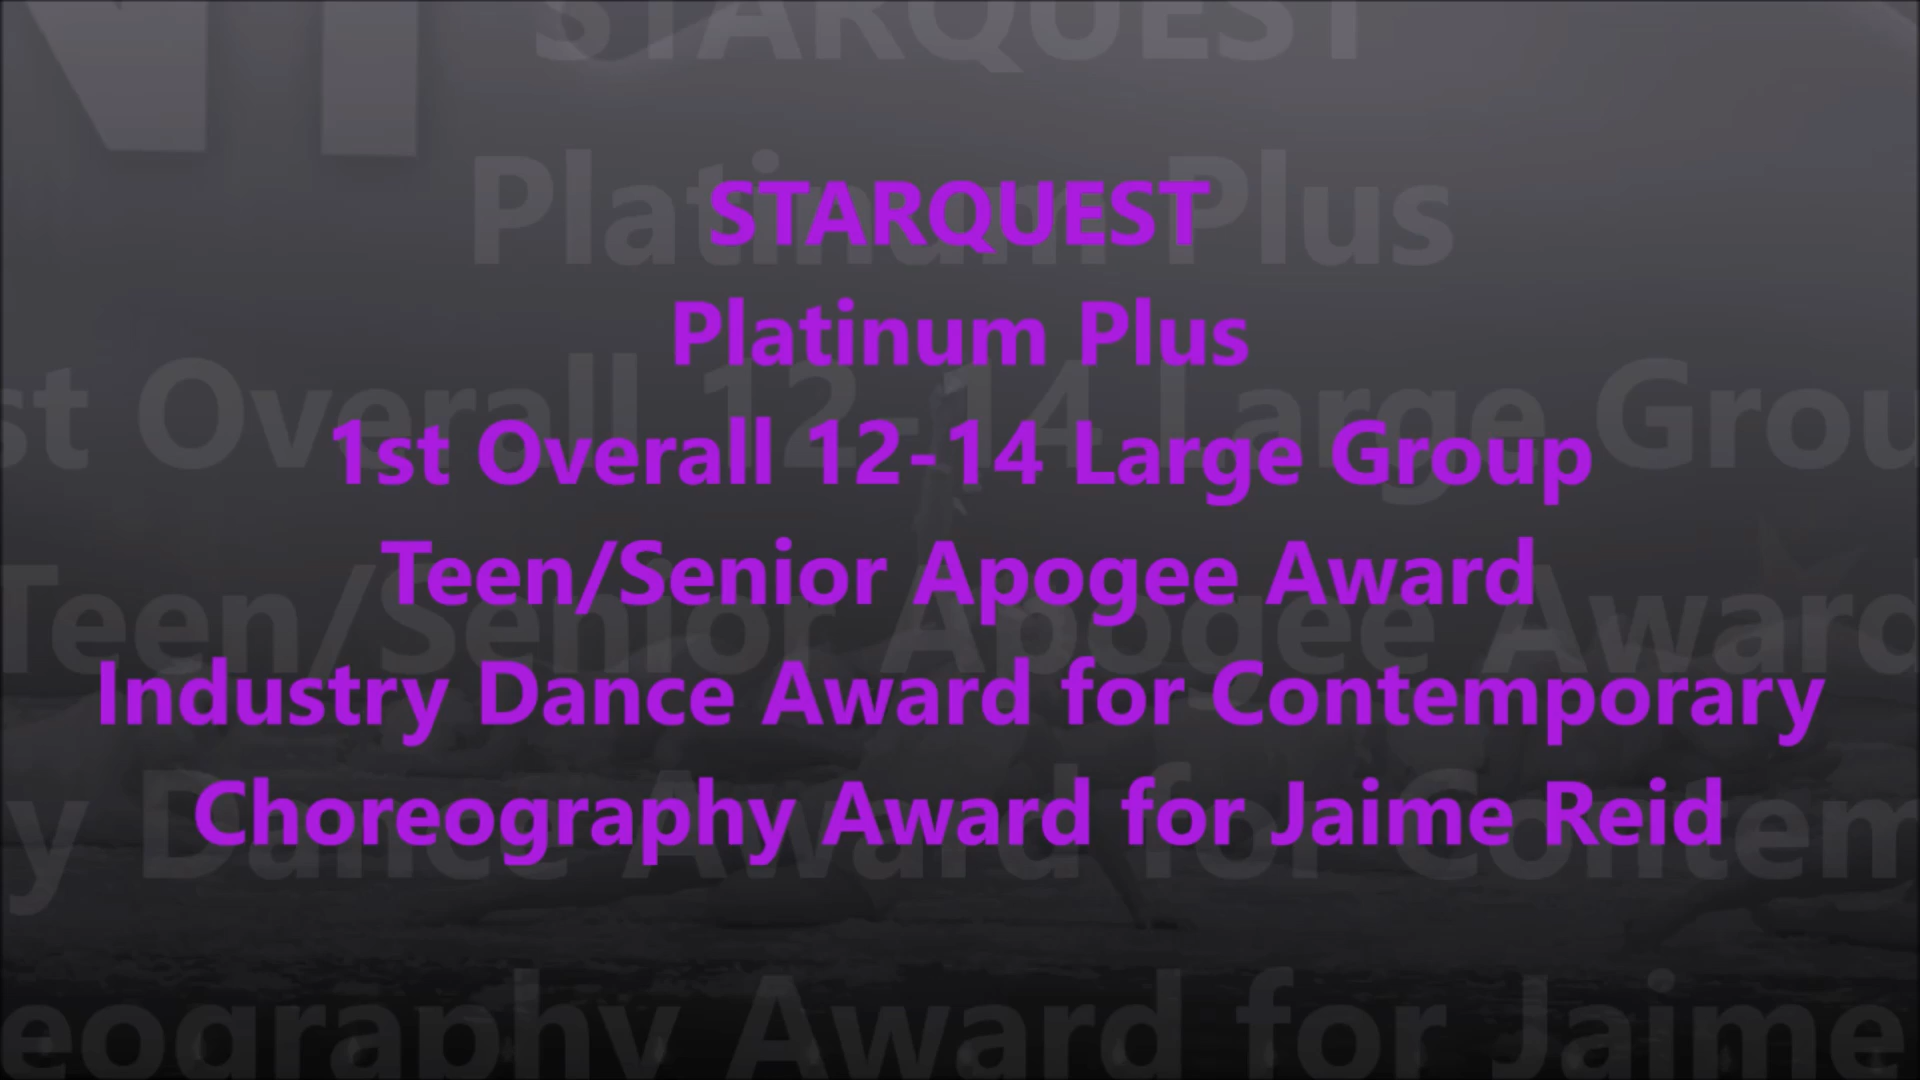 STARQUEST
Platinum Plus
1st Overall 12-14 Large Group
Teen/Senior Apogee Award
Industry Dance Award for Contemporary
Choreography Award for Jaime Reid